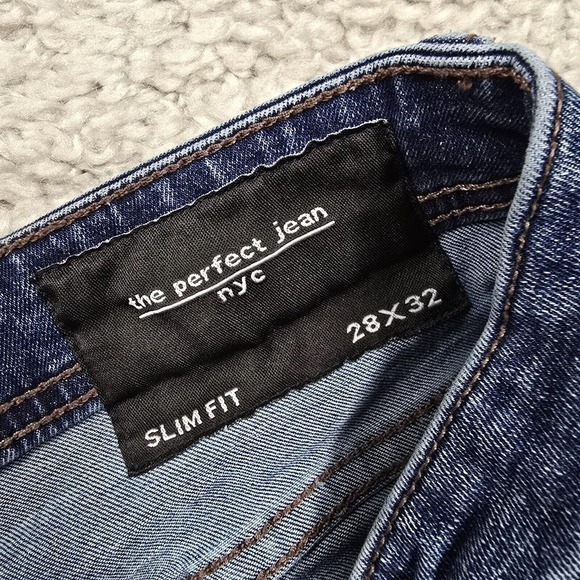 the perfect jean
nyc
28X32
SLIM FIT